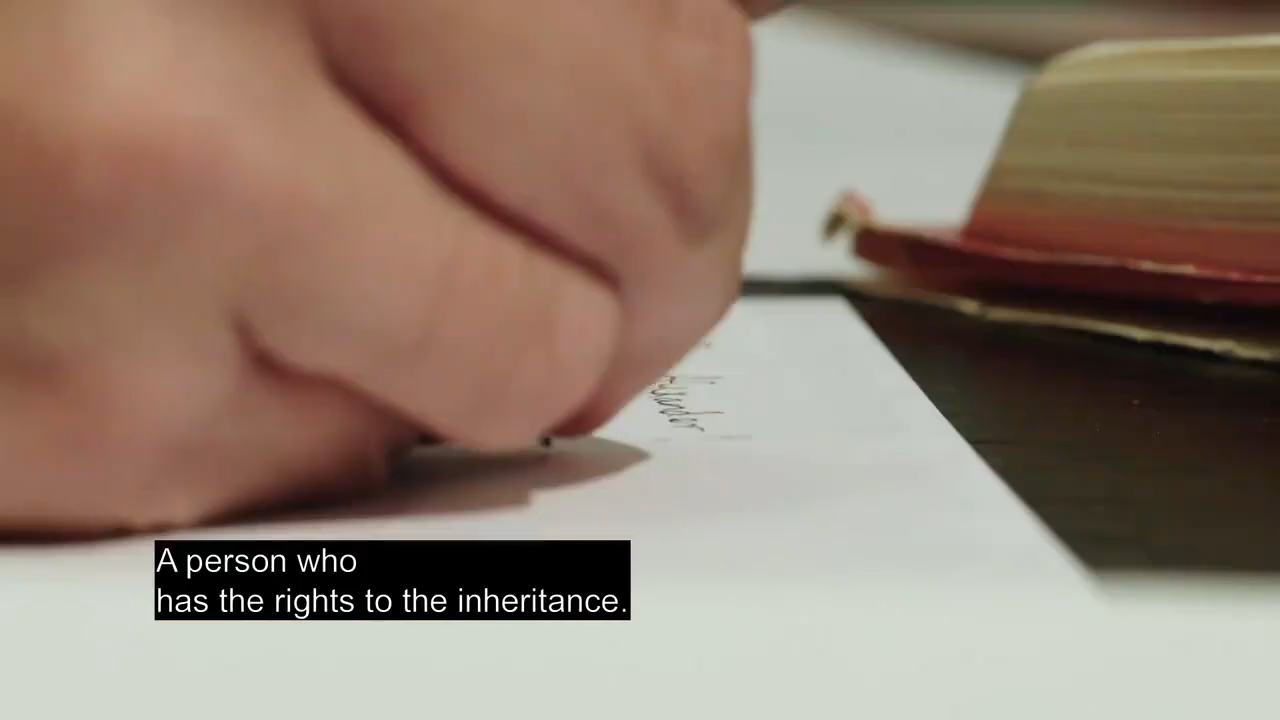 A person who
has the rights to the inheritance.